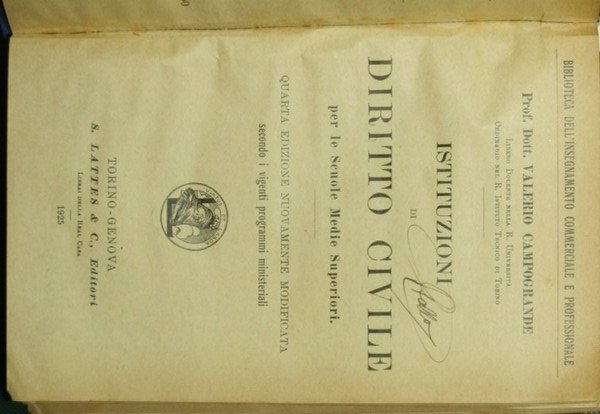 BIBLIOTECA DELL'INSEGNAMENTO COMMERCIALE E PROFESSIONALE
Prof. Dott. VALERIO CAMPOGRANDE
LIBERO DOCENTE NELLA R. UNIVERSITÀ
ORDINARIO NEL R. ISTITUTO TECNICO DI TORINO
ISTITUZIONI
DI
DIRITTO CIVILE
per le Scuole Medie Superiori.
QUARTA EDIZIONE NUOVAMENTE MODIFICATA
secondo i vigenti programmi ministeriali
TORINO-GENOVA
S. LATTES & C., Editori
LIBRAI DELLA REAL CASA
1925